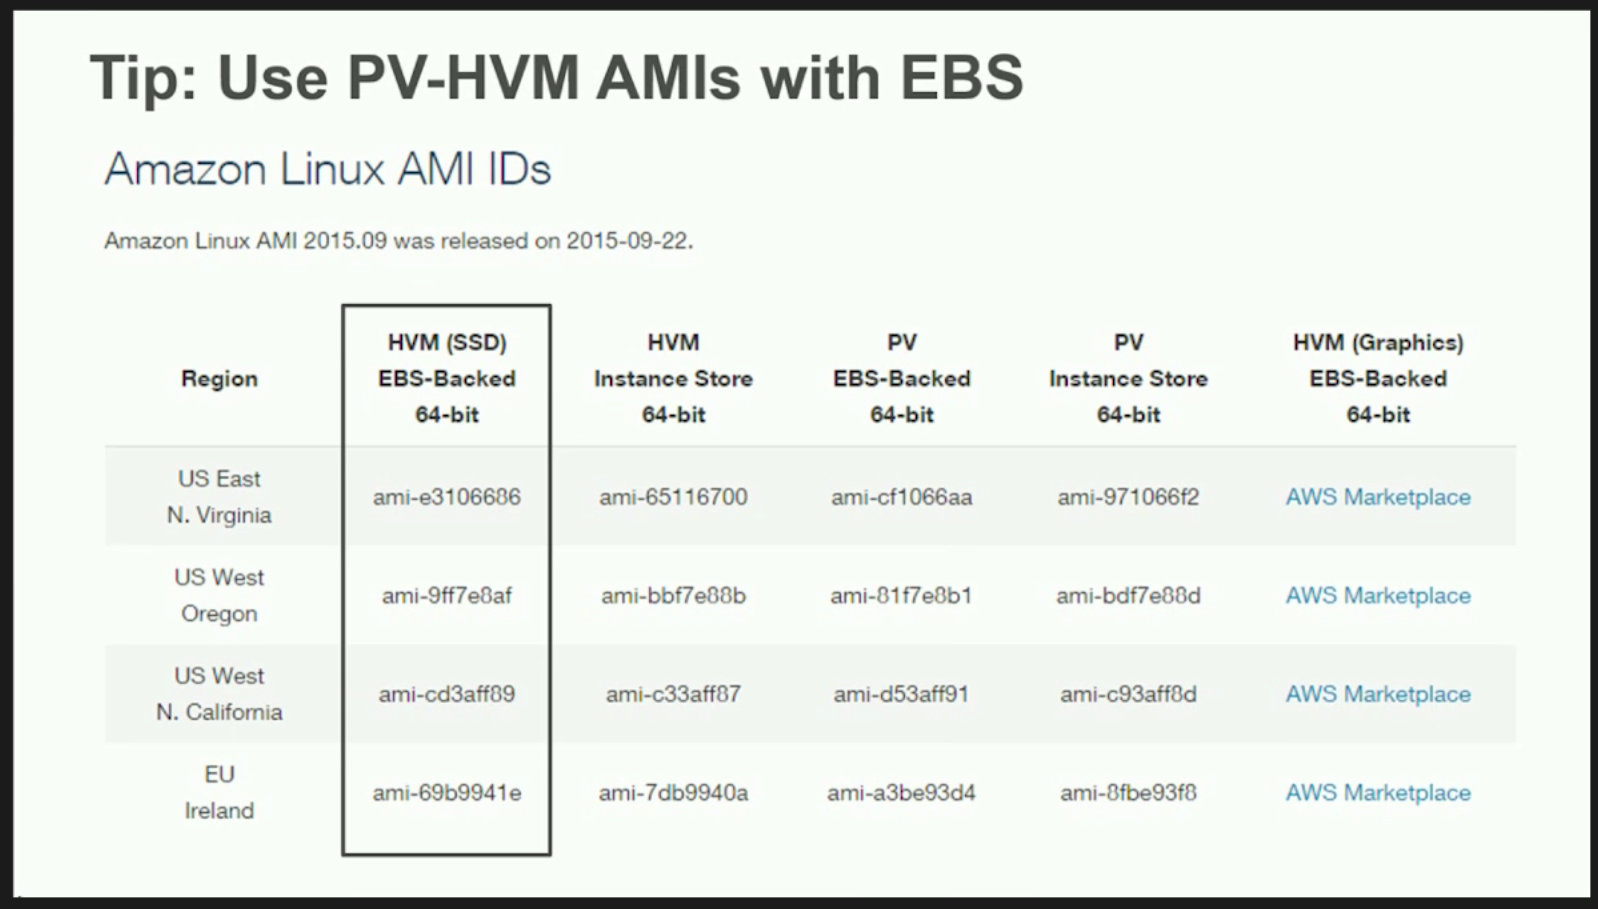 Tip: Use PV-HVM AMIs with EBS
Amazon Linux AMI IDs
Amazon Linux AMI 2015.09 was released on 2015-09-22.
Region
HVM (SSD)
EBS-Backed
64-bit
HVM
Instance Store
64-bit
PV
EBS-Backed
64-bit
PV
Instance Store
64-bit
HVM (Graphics)
EBS-Backed
64-bit
US East
N. Virginia
ami-e3106686
ami-65116700
ami-cf1066aa
ami-971066f2
AWS Marketplace
US West
Oregon
ami-9ff7e8af
ami-bbf7e88b
ami-81f7e8b1
ami-bdf7e88d
AWS Marketplace
US West
N. California
ami-cd3aff89
ami-c33aff87
ami-d53aff91
ami-c93aff8d
AWS Marketplace
EU
Ireland
ami-69b9941e
ami-7db9940a
ami-a3be93d4
ami-8fbe93f8
AWS Marketplace